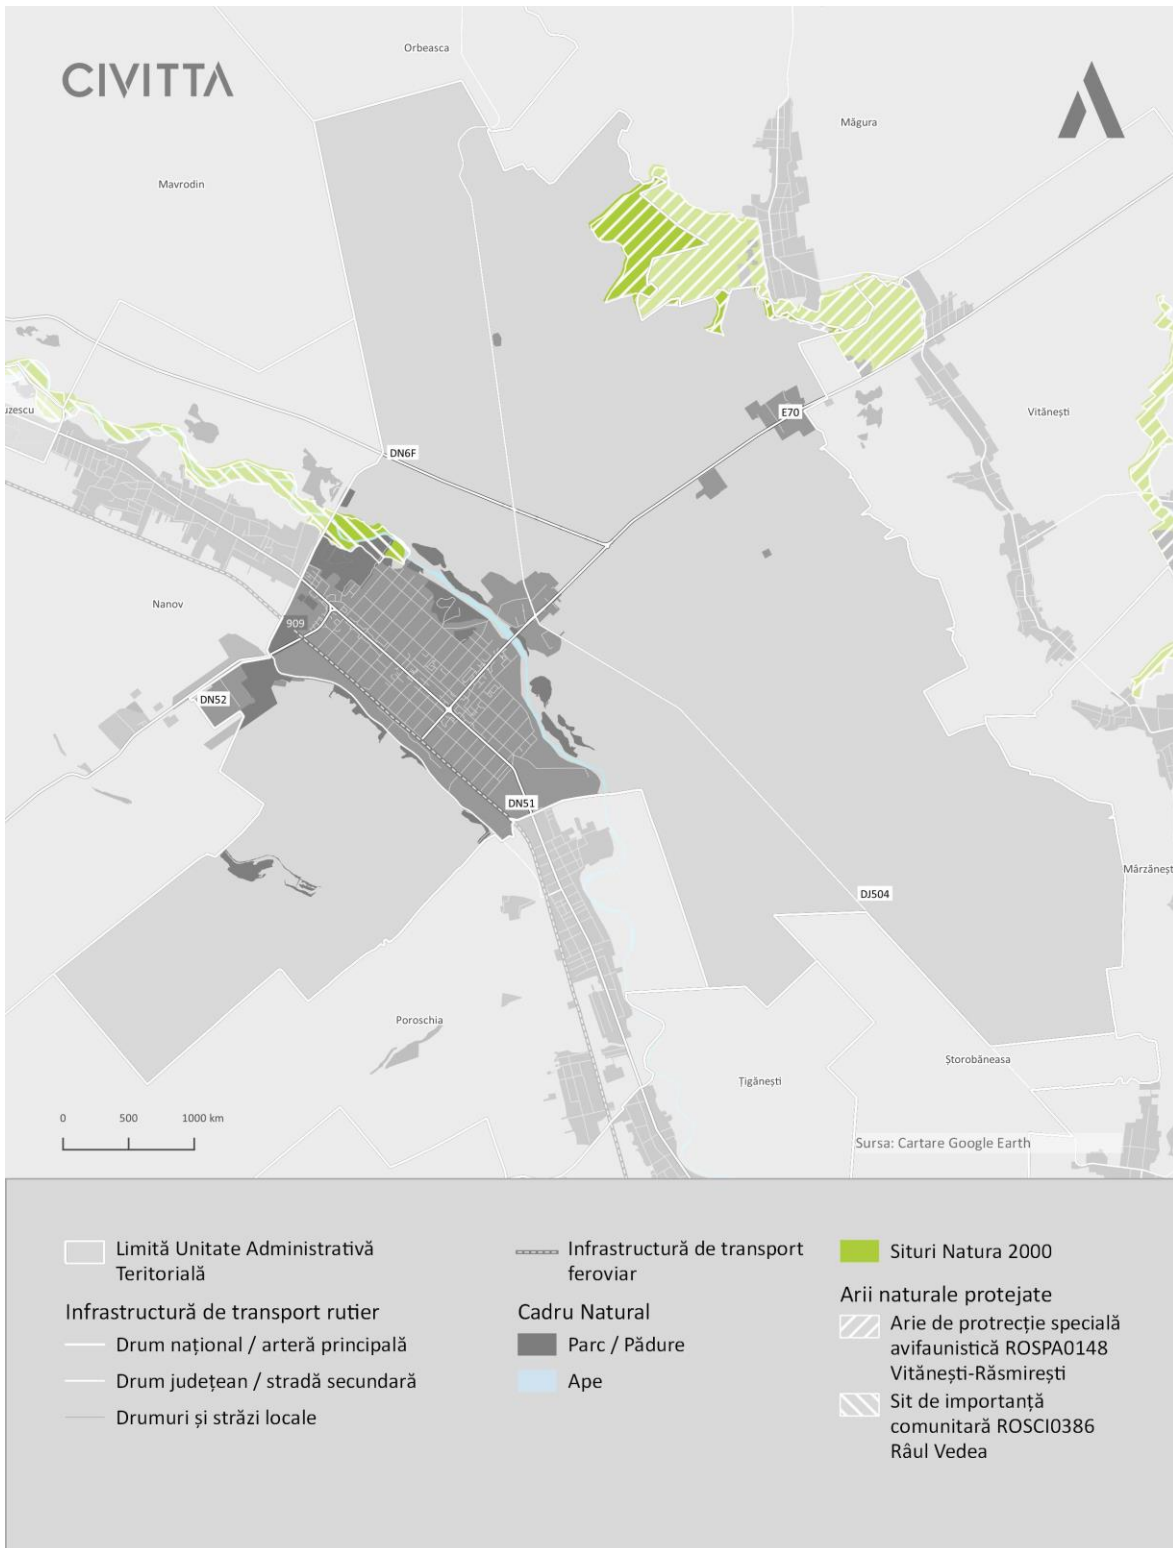 CIVITTA
Orbeasca
Măgura
Mavrodin
uzescu
Vitănești
E70
DN6F
Nanov
909
DN52
DN51
Mârzănești
DJ504
Poroschia
Țigănești
Ștorobăneasa
0 500 1000 km
Sursa: Cartare Google Earth
Limită Unitate Administrativă
Teritorială
Infrastructură de transport rutier
Drum național / arteră principală
Drum județean / stradă secundară
Drumuri și străzi locale
Infrastructură de transport
feroviar
Cadru Natural
Parc / Pădure
Ape
Situri Natura 2000
Arii naturale protejate
Arie de protrecție specială
avifaunistică ROSPA0148
Vitănești-Răsmirești
Sit de importanță
comunitară ROSCI0386
Râul Vedea